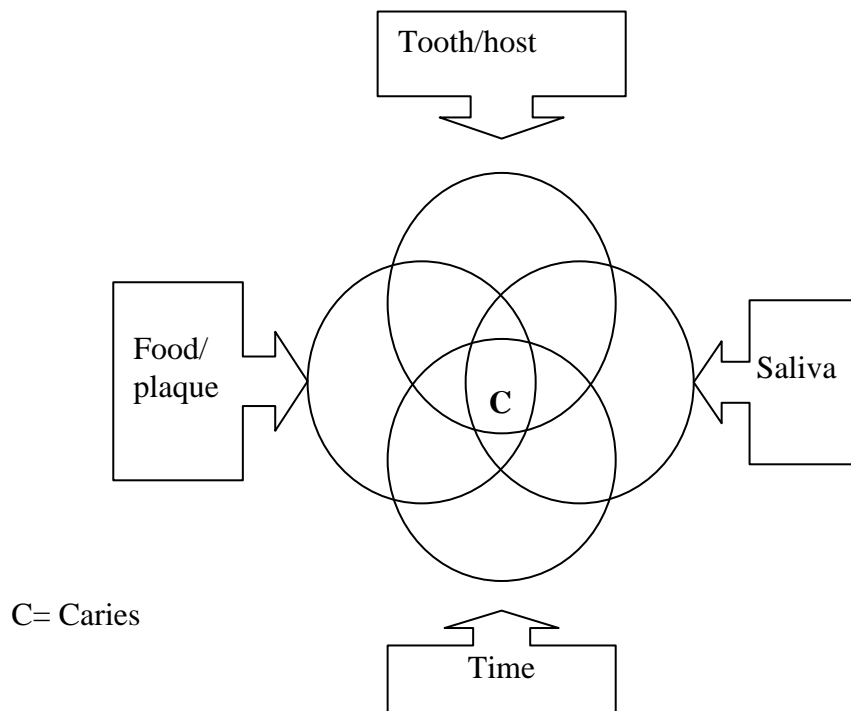 Tooth/host
Food/
plaque
Saliva
C
C= Caries
Time